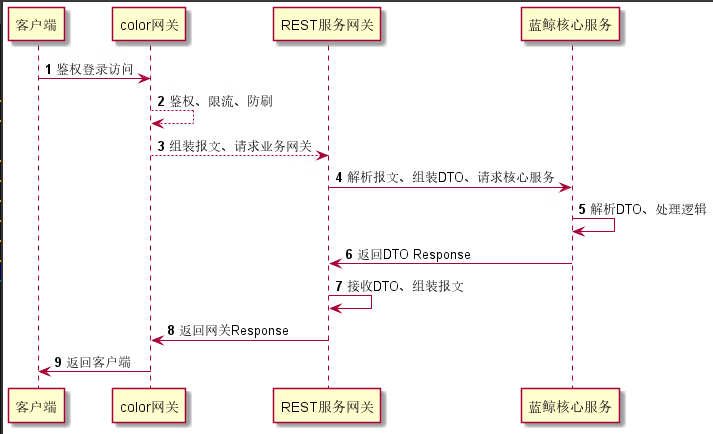 客户端 color网关 REST服务网关 蓝鲸核心服务
1 鉴权登录访问
2 鉴权、限流、防刷
3 组装报文、请求业务网关
4 解析报文、组装DTO、请求核心服务
5 解析DTO、处理逻辑
6 返回DTO Response
7 接收DTO、组装报文
8 返回网关Response
9 返回客户端
客户端 color网关 REST服务网关 蓝鲸核心服务